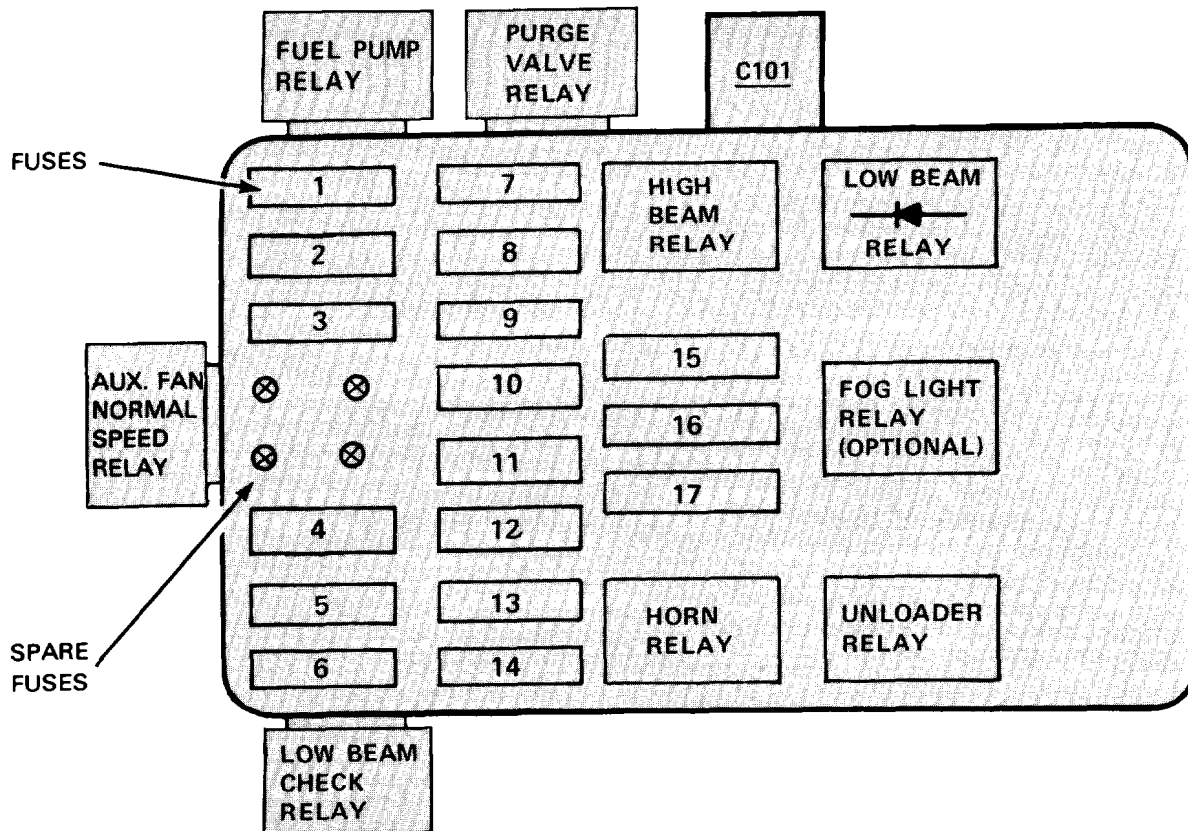 FUEL PUMP
RELAY
PURGE
VALVE
RELAY
C101
FUSES
1
7
HIGH
BEAM
RELAY
LOW BEAM
RELAY
2
8
3
9
15
AUX. FAN
NORMAL
SPEED
RELAY
10
FOG LIGHT
RELAY
(OPTIONAL)
16
11
17
4
12
5
13
HORN
RELAY
UNLOADER
RELAY
SPARE
FUSES
6
14
LOW BEAM
CHECK
RELAY